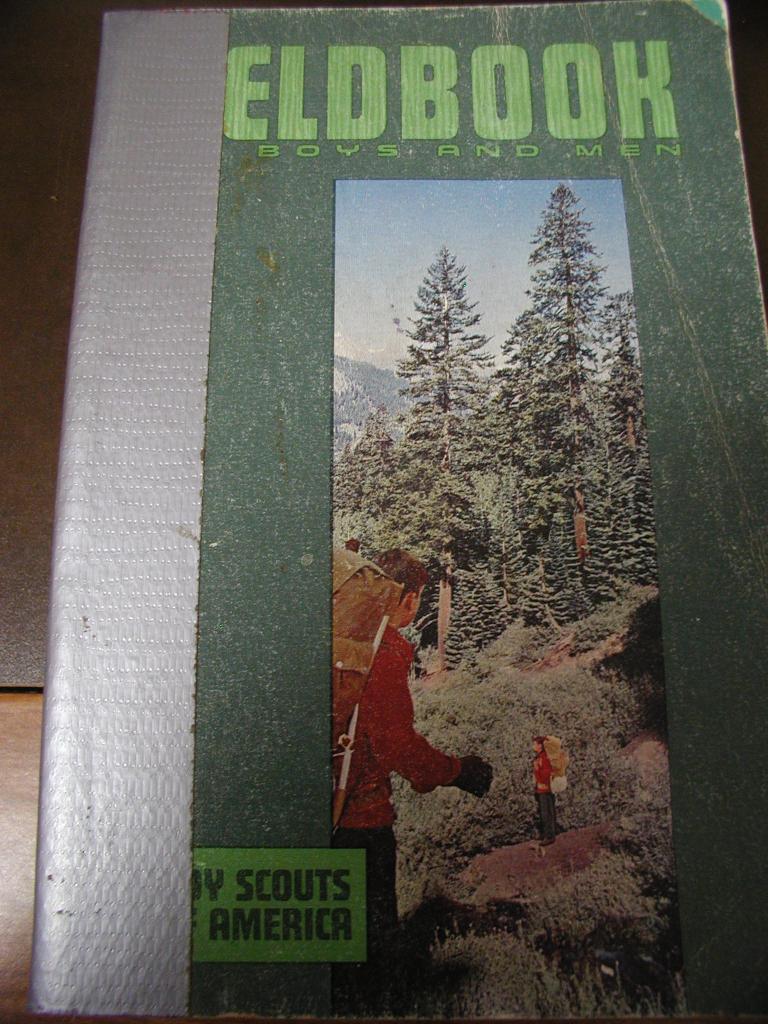 ELDBOOK
BOYS AND MEN
Y SCOUTS
AMERICA